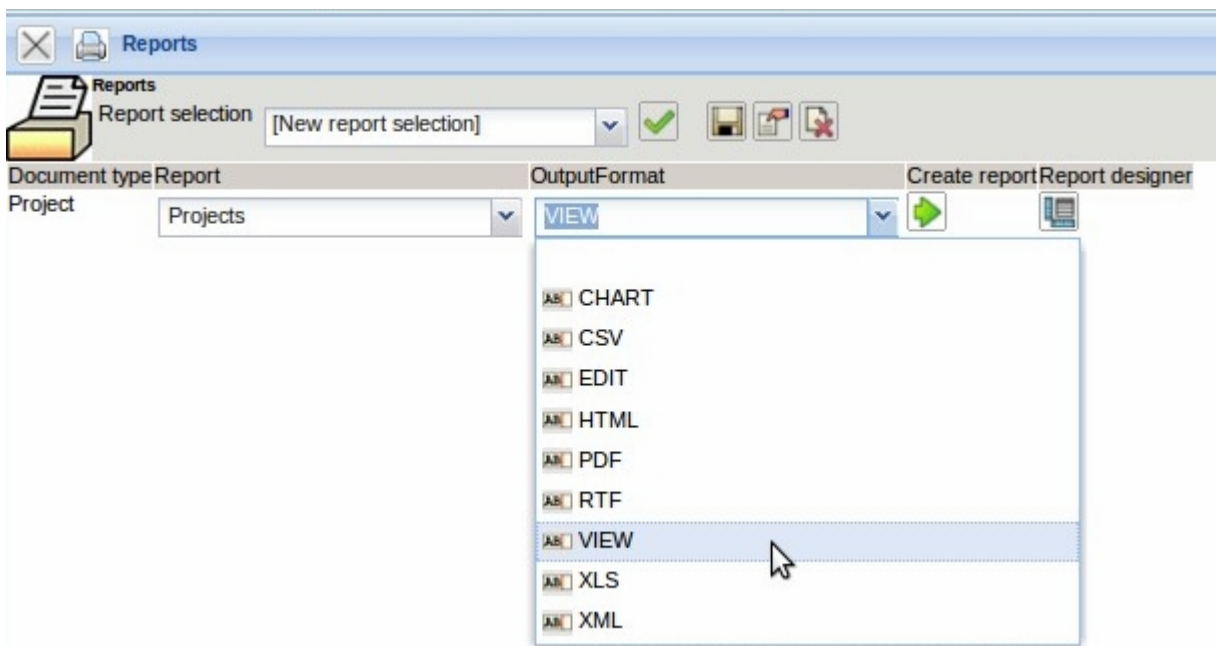 Reports
Reports
Report selection [New report selection]
Document type Report OutputFormat Create report Report designer
Project Projects VIEW
CHART
CSV
EDIT
HTML
PDF
RTF
VIEW
XLS
XML